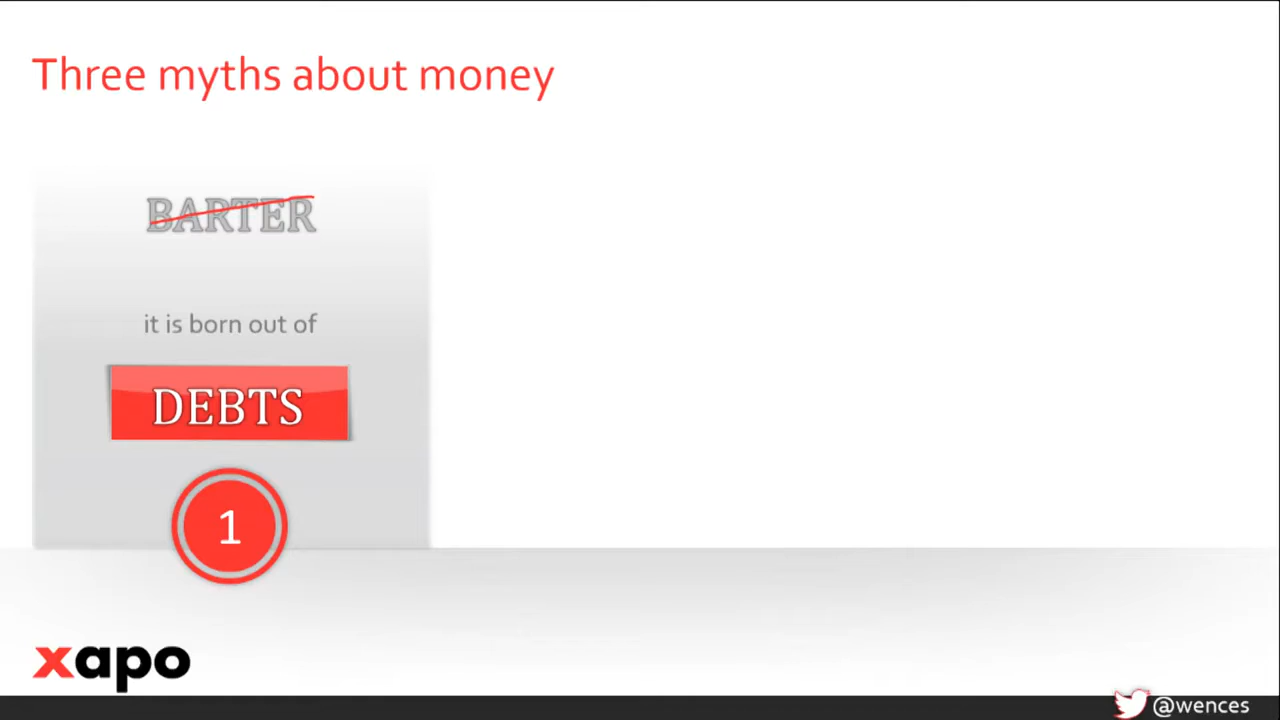 Three myths about money
BARTER
it is born out of
DEBTS
1
xapo
@wences